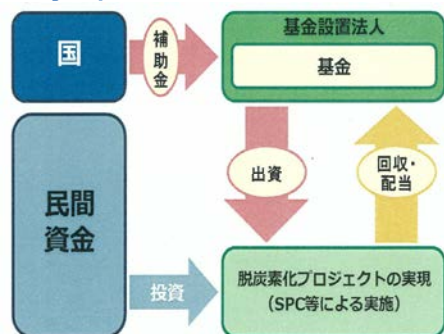 国
補助金
基金設置法人
基金
出資
回収・
配当
民間
資金
投資
脱炭素化プロジェクトの実現
（SPC等による実施）